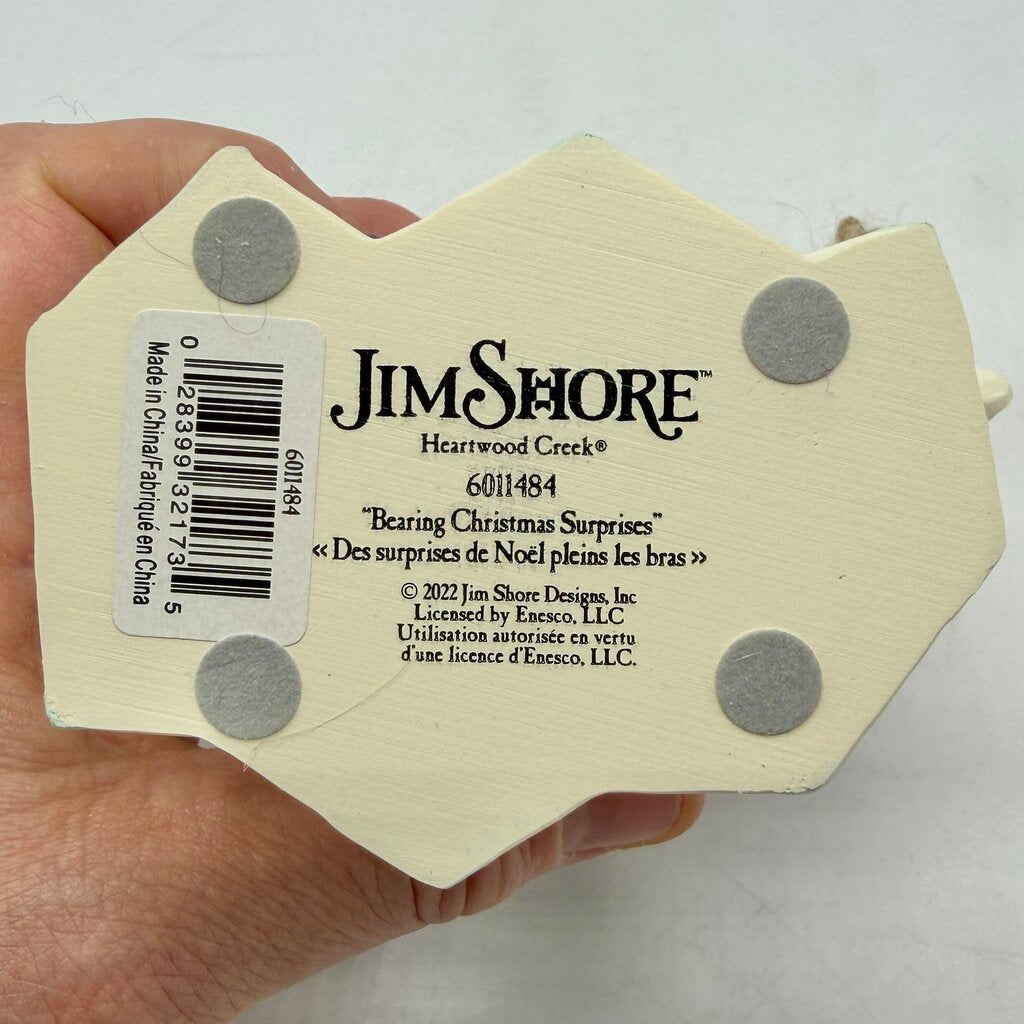 JIM SHORE™
Heartwood Creek®
6011484
"Bearing Christmas Surprises"
« Des surprises de Noël pleins les bras »
© 2022 Jim Shore Designs, Inc
Licensed by Enesco, LLC
Utilisation autorisée en vertu
d'une licence d'Enesco, LLC.
6011484
0 28399 32173 5
Made in China/Fabriqué en China